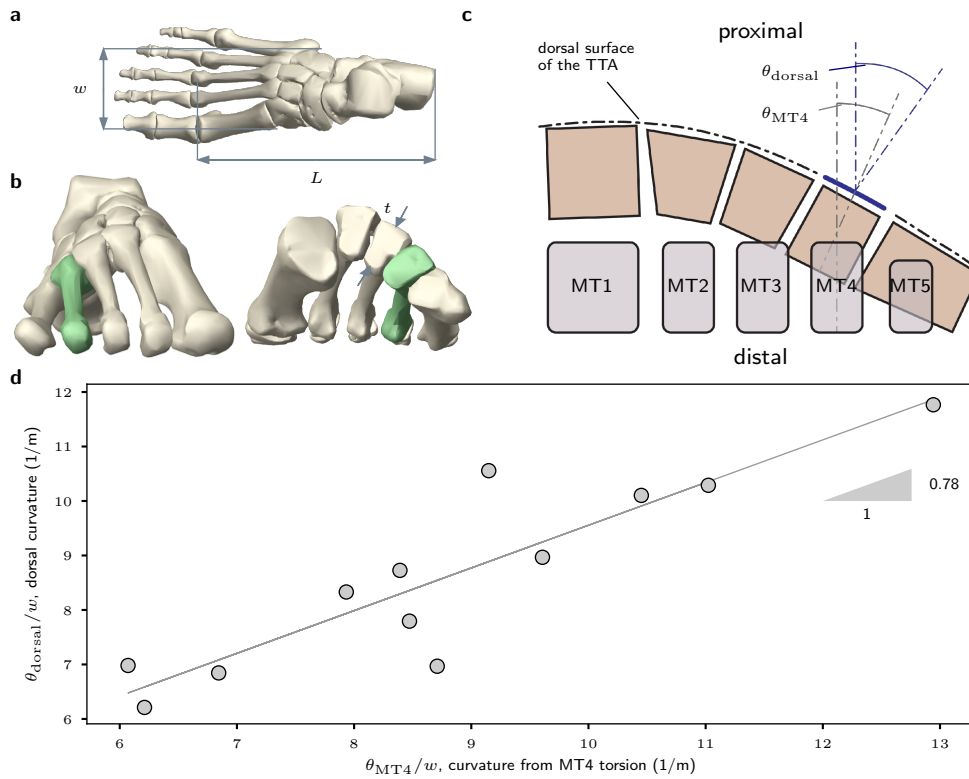 a
w
L
b
t
c
proximal
dorsal surface
of the TTA
θdorsal
θMT4
MT1
MT2
MT3
MT4
MT5
distal
d
12
11
10
9
8
7
6
θdorsal/w, dorsal curvature (1/m)
0.78
1
6 7 8 9 10 11 12 13
θMT4/w, curvature from MT4 torsion (1/m)